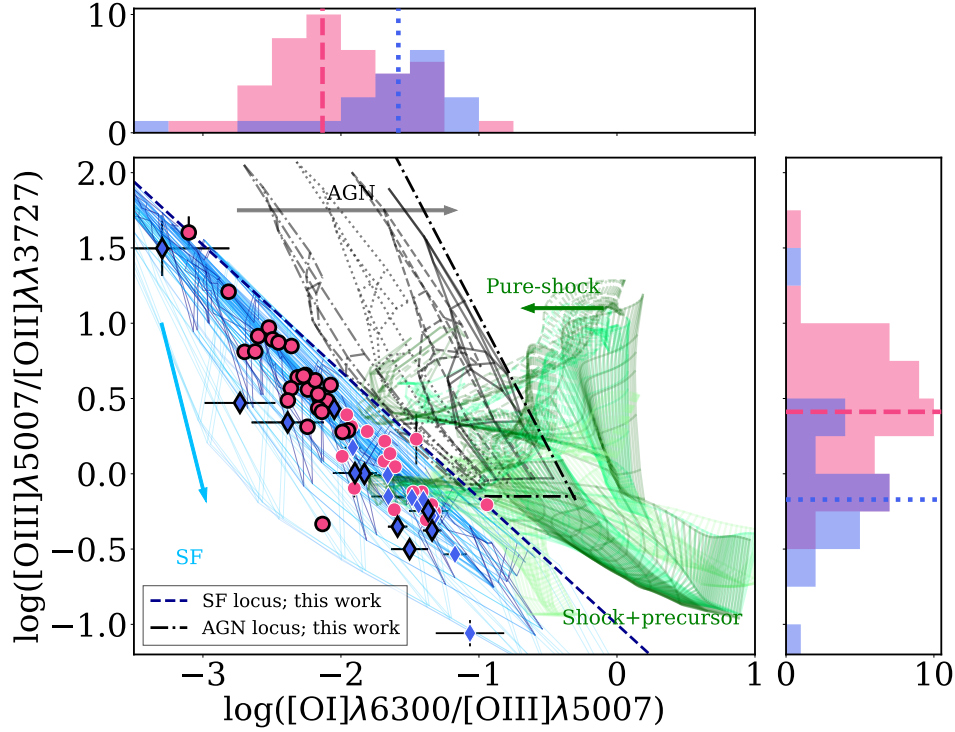 10
0
2.0
1.5
1.0
0.5
0.0
−0.5
−1.0
log([OIII]λ5007/[OII]λλ3727)
AGN
Pure-shock
SF
Shock+precursor
SF locus; this work
AGN locus; this work
−3
−2
−1
0
1
log([OI]λ6300/[OIII]λ5007)
0
10